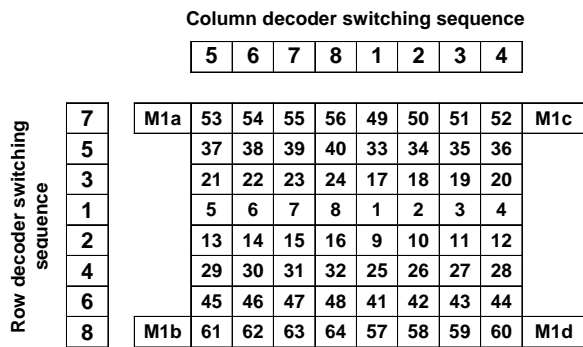 Column decoder switching sequence
5 6 7 8 1 2 3 4
Row decoder switching
sequence
7 M1a 53 54 55 56 49 50 51 52 M1c
5 37 38 39 40 33 34 35 36
3 21 22 23 24 17 18 19 20
1 5 6 7 8 1 2 3 4
2 13 14 15 16 9 10 11 12
4 29 30 31 32 25 26 27 28
6 45 46 47 48 41 42 43 44
8 M1b 61 62 63 64 57 58 59 60 M1d